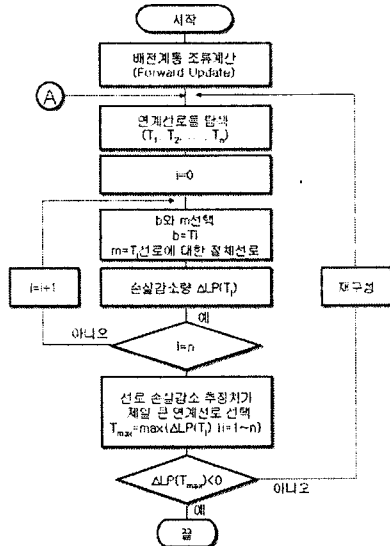 시작
배전계통 조류계산
(Forward Update)
A
연계선로를 탐색
(T₁, T₂, ... , Tₙ)
i=0
b와 m선택
b=Ti
m=Tᵢ선로에 대한 절체선로
i=i+1
손실감소량 ΔLP(Tᵢ)
재구성
예
아니오
i=n
선로 손실감소 추정치가
제일 큰 연계선로 선택
Tmax=max{ΔLP(Tᵢ) |i=1~n}
ΔLP(Tmax)<0
아니오
예
끝